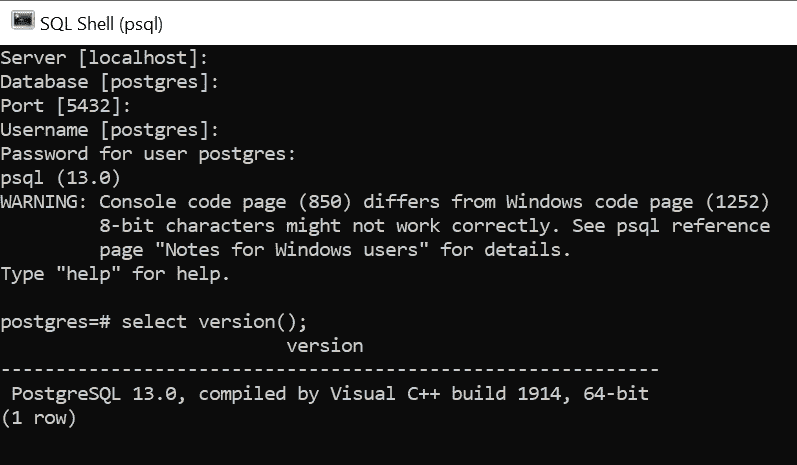 SQL Shell (psql)
Server [localhost]:
Database [postgres]:
Port [5432]:
Username [postgres]:
Password for user postgres:
psql (13.0)
WARNING: Console code page (850) differs from Windows code page (1252)
         8-bit characters might not work correctly. See psql reference
         page "Notes for Windows users" for details.
Type "help" for help.

postgres=# select version();
                          version
------------------------------------------------------------
 PostgreSQL 13.0, compiled by Visual C++ build 1914, 64-bit
(1 row)